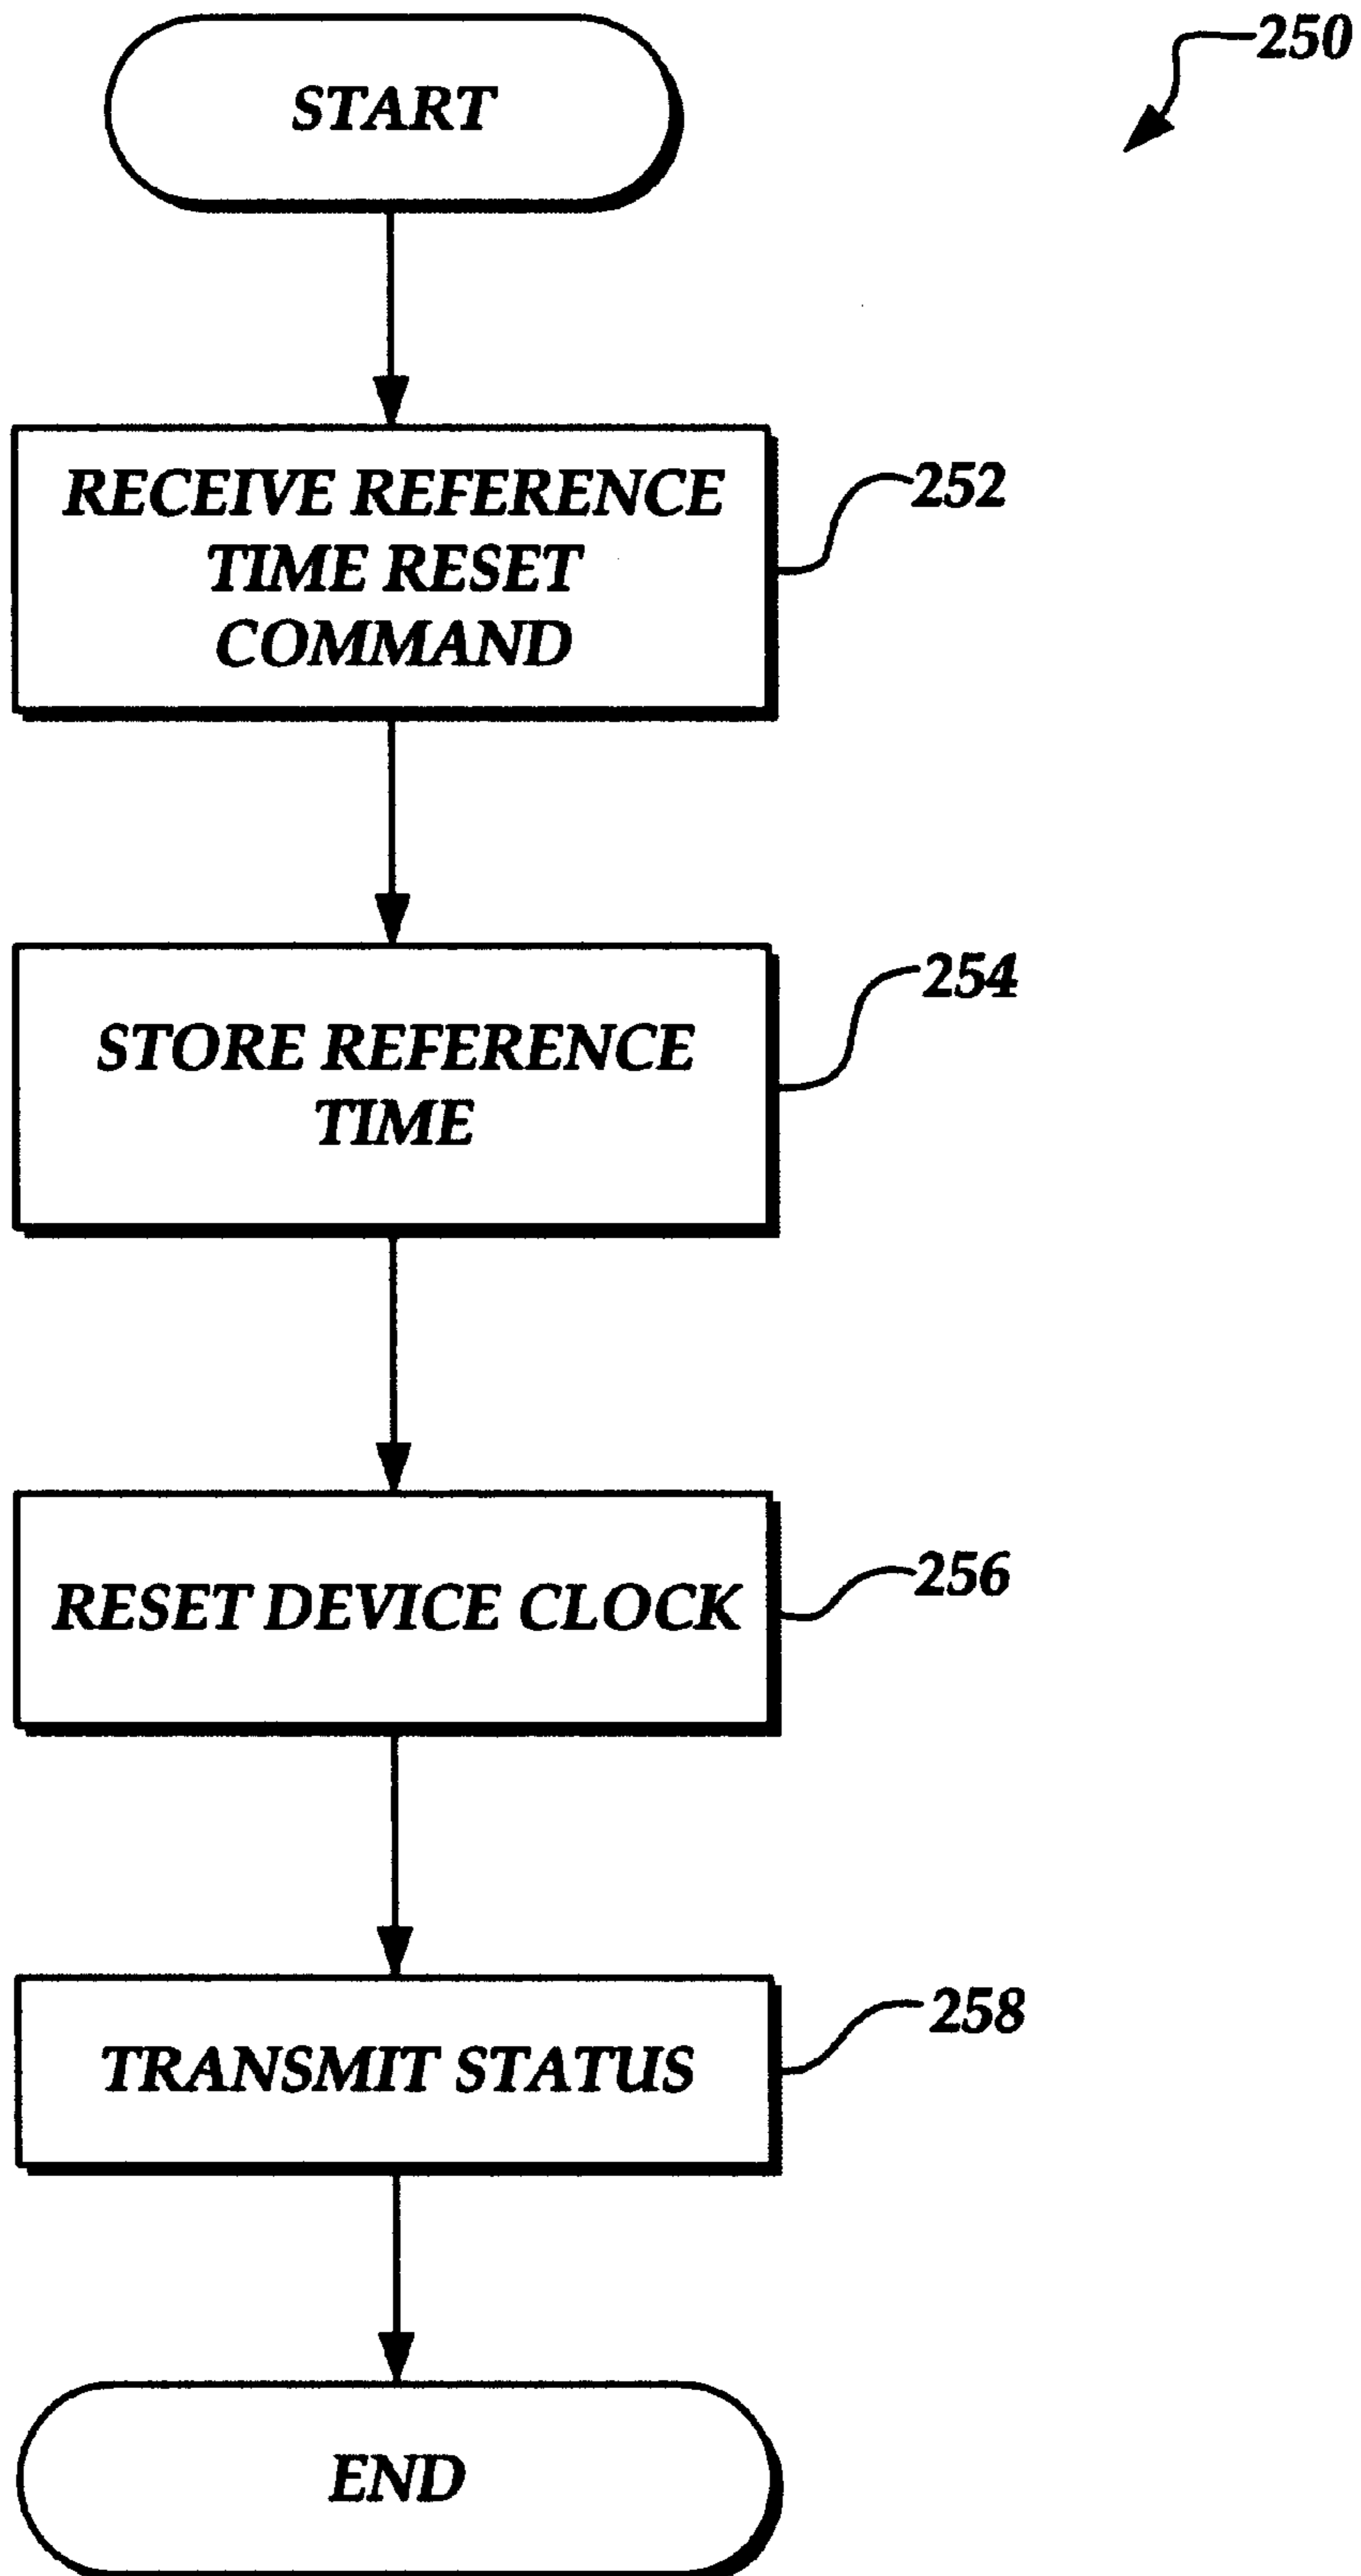 START
250
RECEIVE REFERENCE
TIME RESET
COMMAND
252
STORE REFERENCE
TIME
254
RESET DEVICE CLOCK
256
TRANSMIT STATUS
258
END